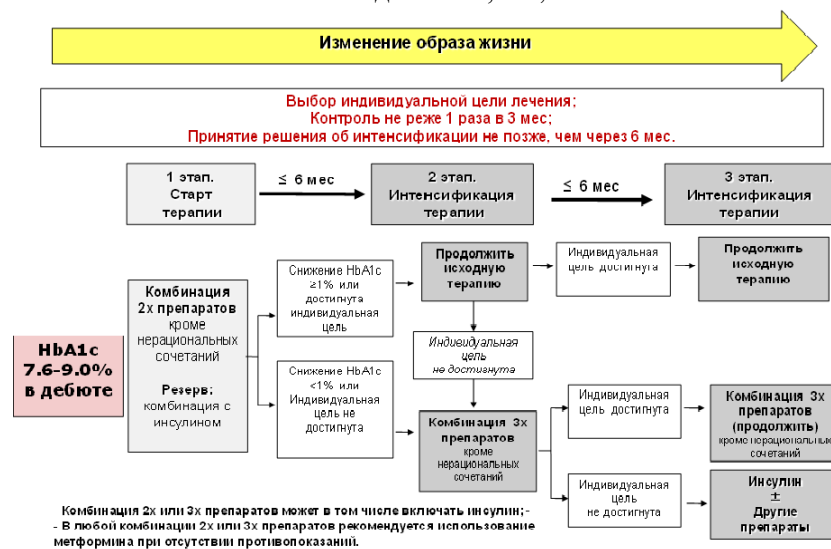 Изменение образа жизни
Выбор индивидуальной цели лечения;
Контроль не реже 1 раза в 3 мес;
Принятие решения об интенсификации не позже, чем через 6 мес.
1 этап.
Старт
терапии
≤ 6 мес
2 этап.
Интенсификация
терапии
≤ 6 мес
3 этап.
Интенсификация
терапии
HbA1c
7.6-9.0%
в дебюте
Комбинация
2х препаратов
кроме
нерациональных
сочетаний
Резерв:
комбинация с
инсулином
Снижение HbA1c
≥1% или
достигнута
индивидуальная
цель
Продолжить
исходную
терапию
Индивидуальная
цель достигнута
Продолжить
исходную
терапию
Индивидуальная
цель
не достигнута
Снижение HbA1c
<1% или
Индивидуальная
цель не
достигнута
Комбинация 3х
препаратов
кроме
нерациональных
сочетаний
Индивидуальная
цель достигнута
Комбинация 3х
препаратов
(продолжить)
кроме нерациональных
сочетаний
Индивидуальная
цель
не достигнута
Инсулин
±
Другие
препараты
Комбинация 2х или 3х препаратов может в том числе включать инсулин;-
- В любой комбинации 2х или 3х препаратов рекомендуется использование
метформина при отсутствии противопоказаний.